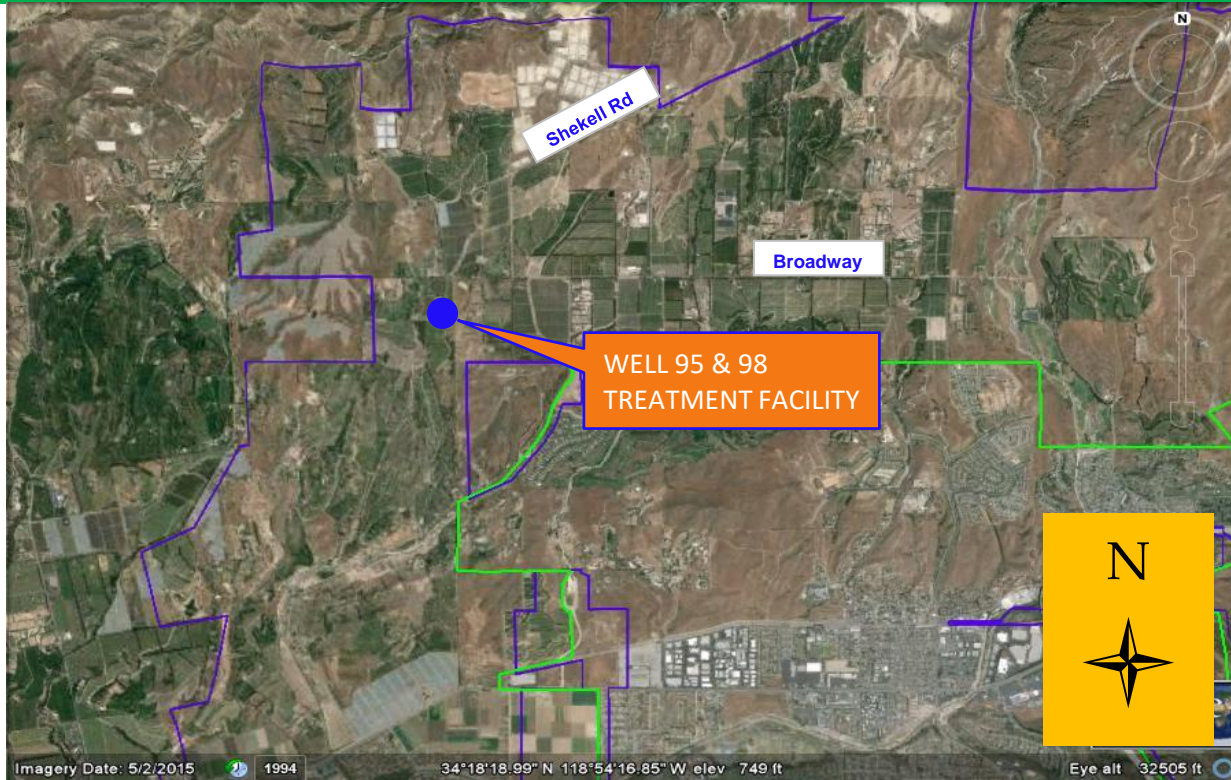 N
Shekell Rd
Broadway
WELL 95 & 98
TREATMENT FACILITY
N
Imagery Date: 5/2/2015
1994
34°18'18.99" N 118°54'16.85" W elev 749 ft
Eye alt 32505 ft